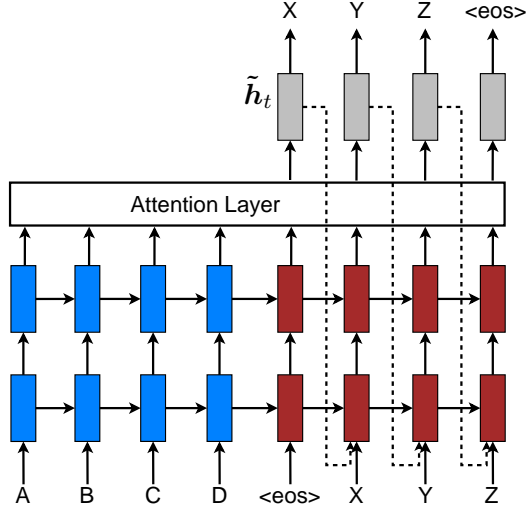 X Y Z <eos>
h̃ₜ
Attention Layer
A B C D <eos> X Y Z